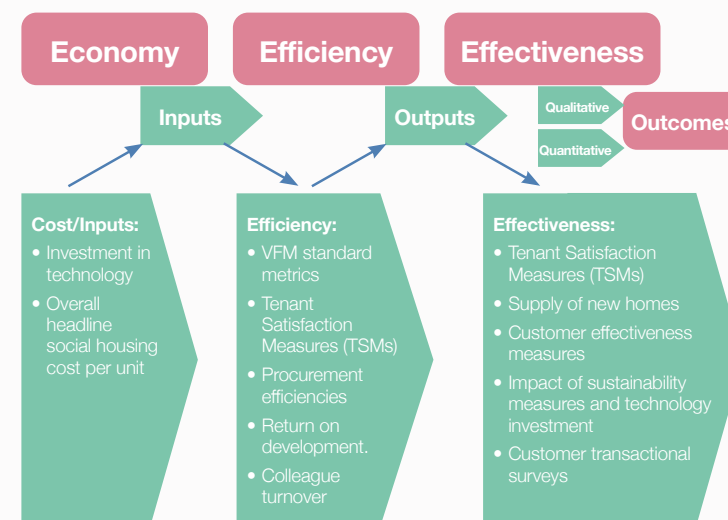 Economy
Efficiency
Effectiveness
Inputs
Outputs
Qualitative
Quantitative
Outcomes
Cost/Inputs:
• Investment in
technology
• Overall
headline
social housing
cost per unit
Efficiency:
• VFM standard
metrics
• Tenant
Satisfaction
Measures (TSMs)
• Procurement
efficiencies
• Return on
development.
• Colleague
turnover
Effectiveness:
• Tenant Satisfaction
Measures (TSMs)
• Supply of new homes
• Customer effectiveness
measures
• Impact of sustainability
measures and technology
investment
• Customer transactional
surveys